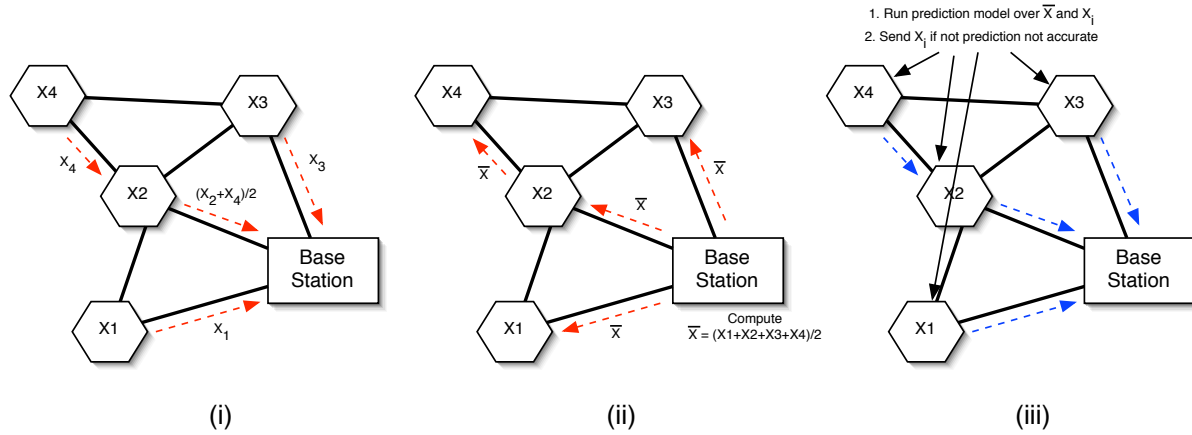 X4
X3
X4
X3
X2
(X2+X4)/2
Base
Station
X1
X1
(i)
X4
X3
X̅
X̅
X2
X̅
Base
Station
X1
X̅
Compute
X̅ = (X1+X2+X3+X4)/2
(ii)
1. Run prediction model over X̅ and Xi
2. Send Xi if not prediction not accurate
X4
X3
X2
Base
Station
X1
(iii)